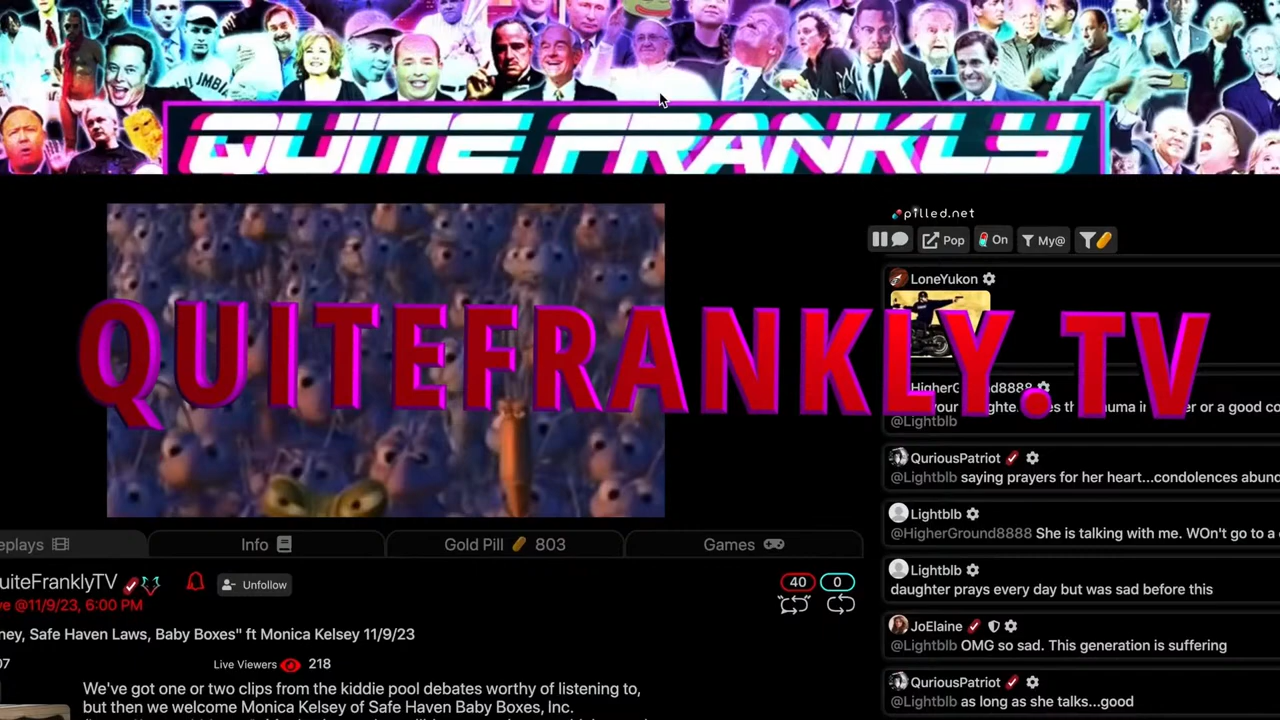 QUITE FRANKLY
QUITEFRANKLY.TV
pilled.net
Pop
On
My@
LoneYukon
@Lightblb
QuriousPatriot
@Lightblb saying prayers for her heart...condolences abund
Lightblb
@HigherGround8888 She is talking with me. WOn't go to a c
Lightblb
daughter prays every day but was sad before this
JoElaine
@Lightblb OMG so sad. This generation is suffering
QuriousPatriot
@Lightblb as long as she talks...good
eplays
Info
Gold Pill 803
Games
uiteFranklyTV
Unfollow
40
0
ve @11/9/23, 6:00 PM
ney, Safe Haven Laws, Baby Boxes" ft Monica Kelsey 11/9/23
07
Live Viewers 218
We've got one or two clips from the kiddie pool debates worthy of listening to,
but then we welcome Monica Kelsey of Safe Haven Baby Boxes, Inc.